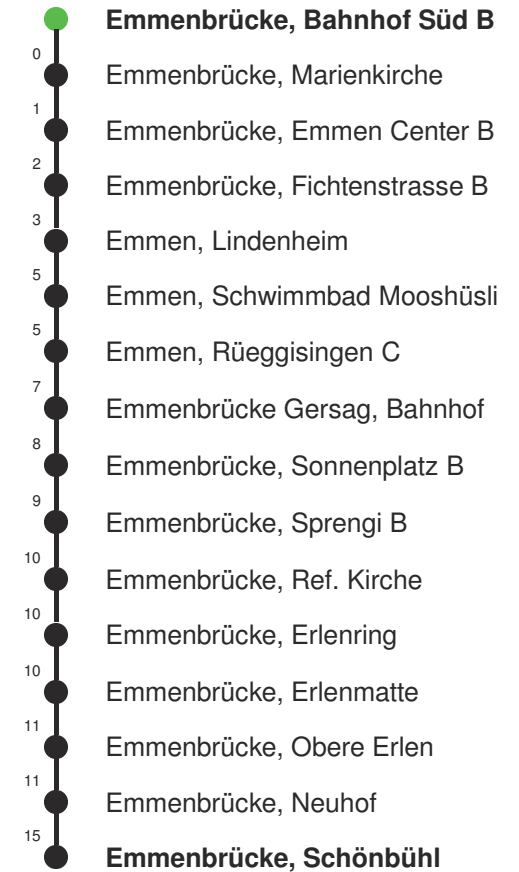 Emmenbrücke, Bahnhof Süd B
0
Emmenbrücke, Marienkirche
1
Emmenbrücke, Emmen Center B
2
Emmenbrücke, Fichtenstrasse B
3
Emmen, Lindenheim
5
Emmen, Schwimmbad Mooshüsli
5
Emmen, Rüeggisingen C
7
Emmenbrücke Gersag, Bahnhof
8
Emmenbrücke, Sonnenplatz B
9
Emmenbrücke, Sprengi B
10
Emmenbrücke, Ref. Kirche
10
Emmenbrücke, Erlenring
10
Emmenbrücke, Erlenmatte
11
Emmenbrücke, Obere Erlen
11
Emmenbrücke, Neuhof
15
Emmenbrücke, Schönbühl